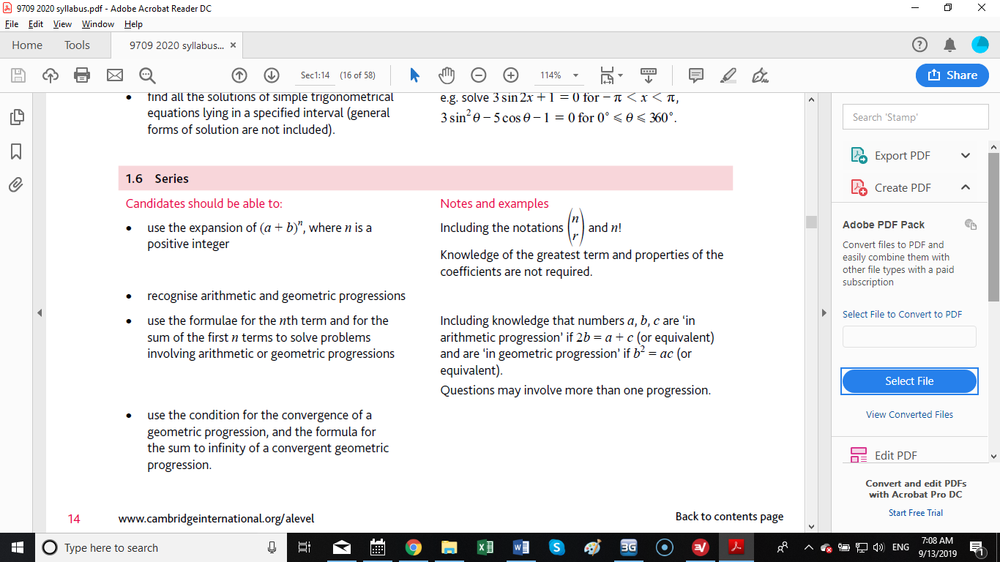 9709 2020 syllabus.pdf - Adobe Acrobat Reader DC
File Edit View Window Help
Home Tools 9709 2020 syllabus... ×
Sec1:14 (16 of 58) 114% Share
find all the solutions of simple trigonometrical
equations lying in a specified interval (general
forms of solution are not included).
e.g. solve 3 sin 2x + 1 = 0 for − π < x < π,
3 sin² θ − 5 cos θ − 1 = 0 for 0° ⩽ θ ⩽ 360°.
1.6 Series
Candidates should be able to:
Notes and examples
• use the expansion of (a + b)ⁿ, where n is a
positive integer
Including the notations (n r) and n!
Knowledge of the greatest term and properties of the
coefficients are not required.
• recognise arithmetic and geometric progressions
• use the formulae for the nth term and for the
sum of the first n terms to solve problems
involving arithmetic or geometric progressions
Including knowledge that numbers a, b, c are ‘in
arithmetic progression’ if 2b = a + c (or equivalent)
and are ‘in geometric progression’ if b² = ac (or
equivalent).
Questions may involve more than one progression.
• use the condition for the convergence of a
geometric progression, and the formula for
the sum to infinity of a convergent geometric
progression.
14 www.cambridgeinternational.org/alevel Back to contents page
Search 'Stamp'
Export PDF
Create PDF
Adobe PDF Pack
Convert files to PDF and
easily combine them with
other file types with a paid
subscription
Select File to Convert to PDF
Select File
View Converted Files
Edit PDF
Convert and edit PDFs
with Acrobat Pro DC
Start Free Trial
Type here to search
ENG
7:08 AM
9/13/2019
1